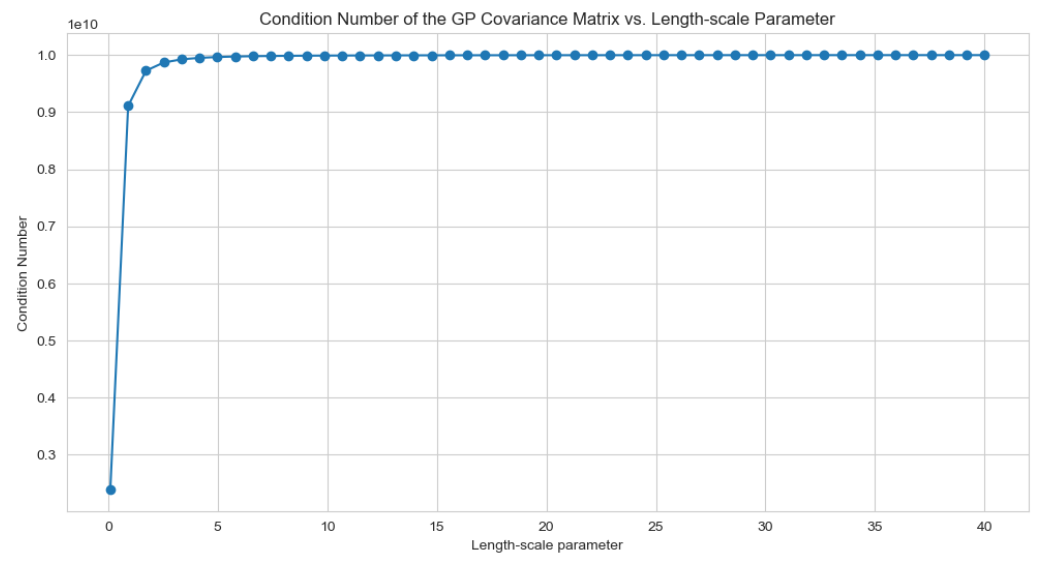 Condition Number of the GP Covariance Matrix vs. Length-scale Parameter
1e10
1.0
0.9
0.8
0.7
0.6
0.5
0.4
0.3
Condition Number
0 5 10 15 20 25 30 35 40
Length-scale parameter